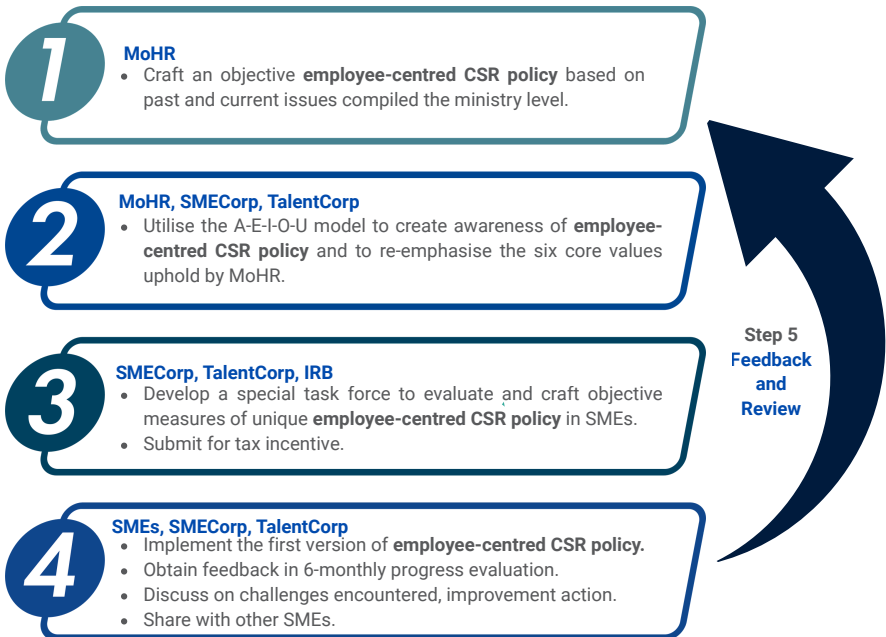 1
MoHR
• Craft an objective employee-centred CSR policy based on
past and current issues compiled the ministry level.
2
MoHR, SMECorp, TalentCorp
• Utilise the A-E-I-O-U model to create awareness of employee-
centred CSR policy and to re-emphasise the six core values
uphold by MoHR.
3
SMECorp, TalentCorp, IRB
• Develop a special task force to evaluate and craft objective
measures of unique employee-centred CSR policy in SMEs.
• Submit for tax incentive.
4
SMEs, SMECorp, TalentCorp
• Implement the first version of employee-centred CSR policy.
• Obtain feedback in 6-monthly progress evaluation.
• Discuss on challenges encountered, improvement action.
• Share with other SMEs.
Step 5
Feedback
and
Review